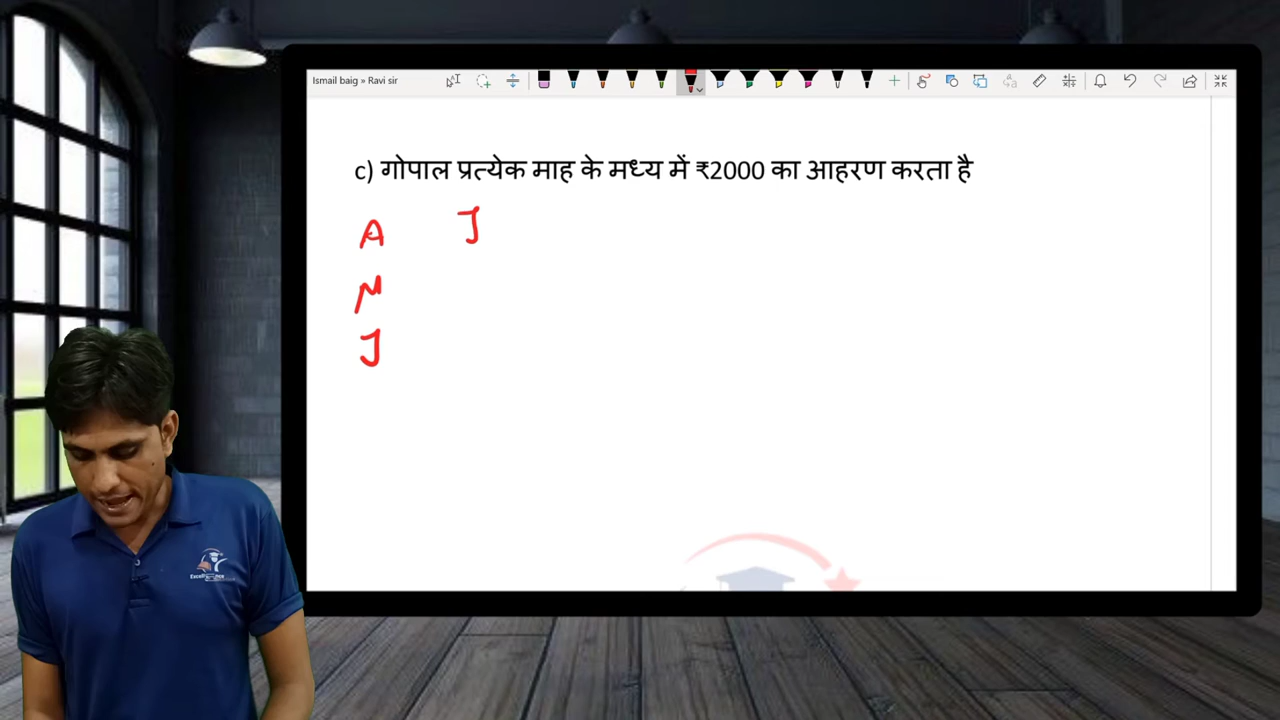 Ismail baig » Ravi sir
c) गोपाल प्रत्येक माह के मध्य में ₹2000 का आहरण करता है
A J
M
J